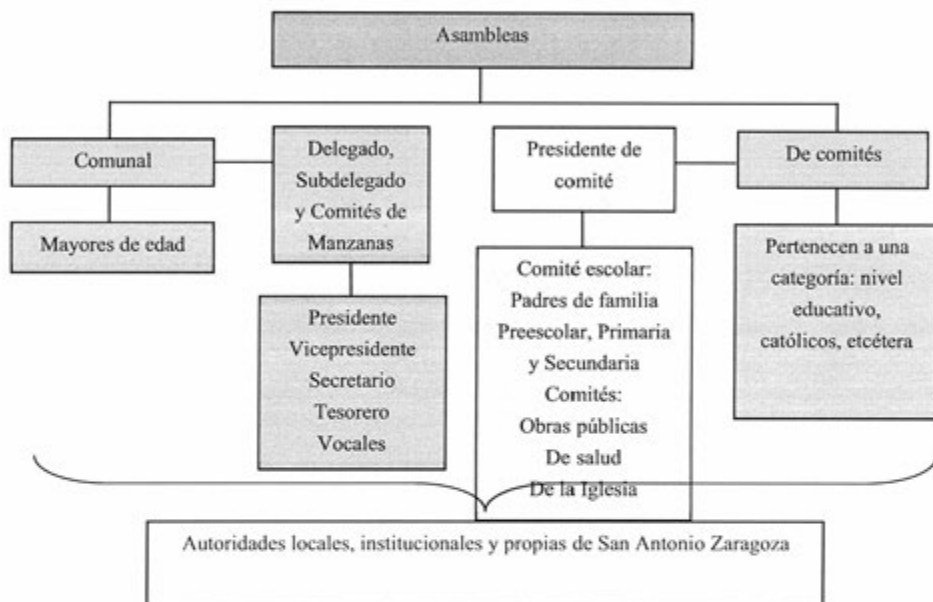 Asambleas
Comunal
Delegado,
Subdelegado
y Comités de
Manzanas
Presidente de
comité
De comités
Mayores de edad
Presidente
Vicepresidente
Secretario
Tesorero
Vocales
Comité escolar:
Padres de familia
Preescolar, Primaria
y Secundaria
Comités:
Obras públicas
De salud
De la Iglesia
Pertenecen a una
categoría: nivel
educativo,
católicos, etcétera
Autoridades locales, institucionales y propias de San Antonio Zaragoza